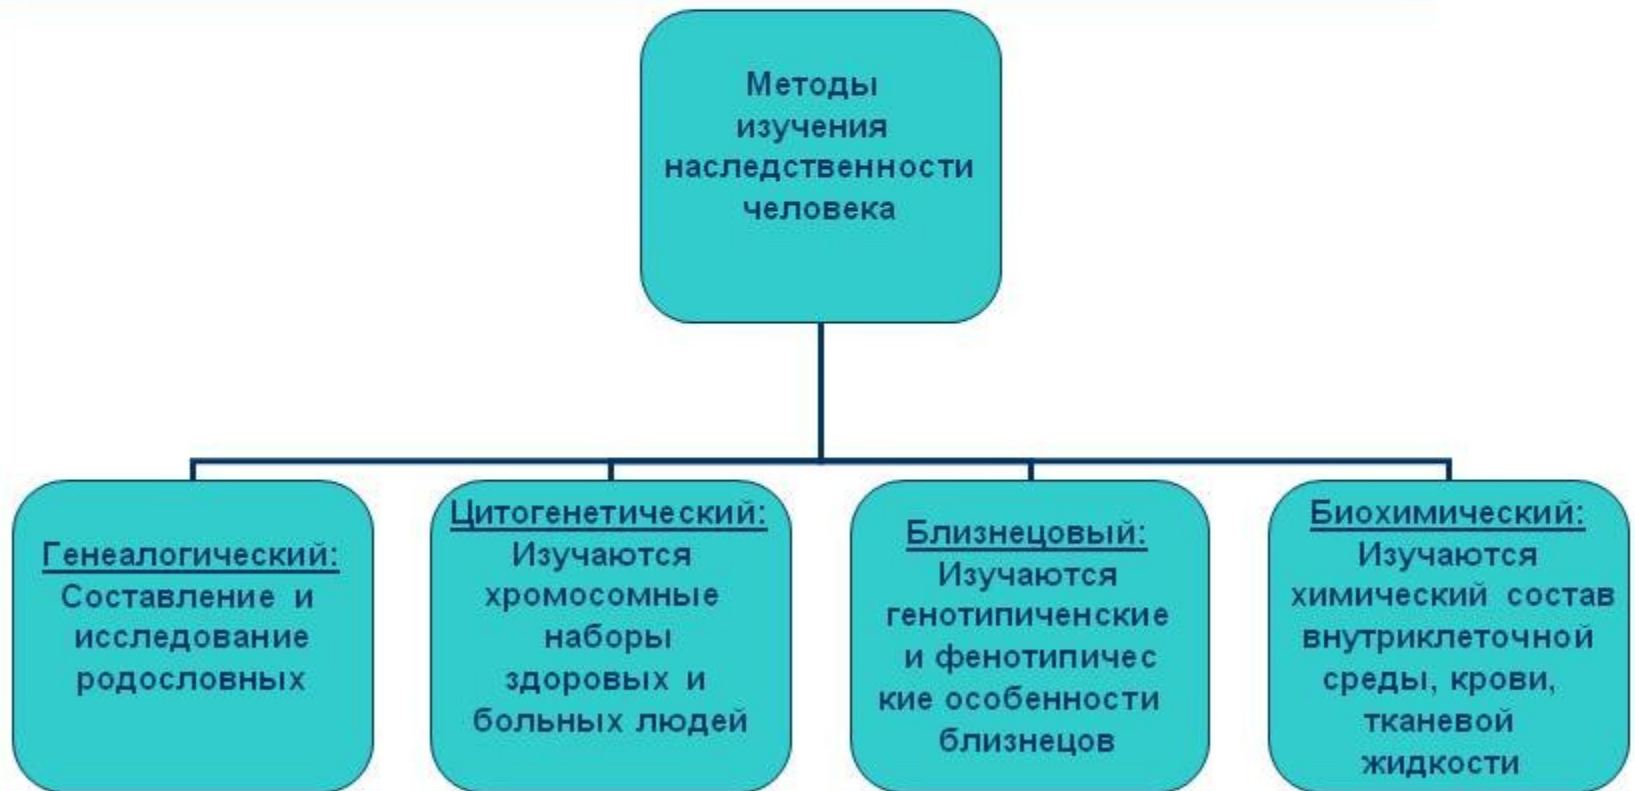 Методы
изучения
наследственности
человека
Генеалогический:
Составление и
исследование
родословных
Цитогенетический:
Изучаются
хромосомные
наборы
здоровых и
больных людей
Близнецовый:
Изучаются
генотипиченские
и фенотипичес
кие особенности
близнецов
Биохимический:
Изучаются
химический состав
внутриклеточной
среды, крови,
тканевой
жидкости